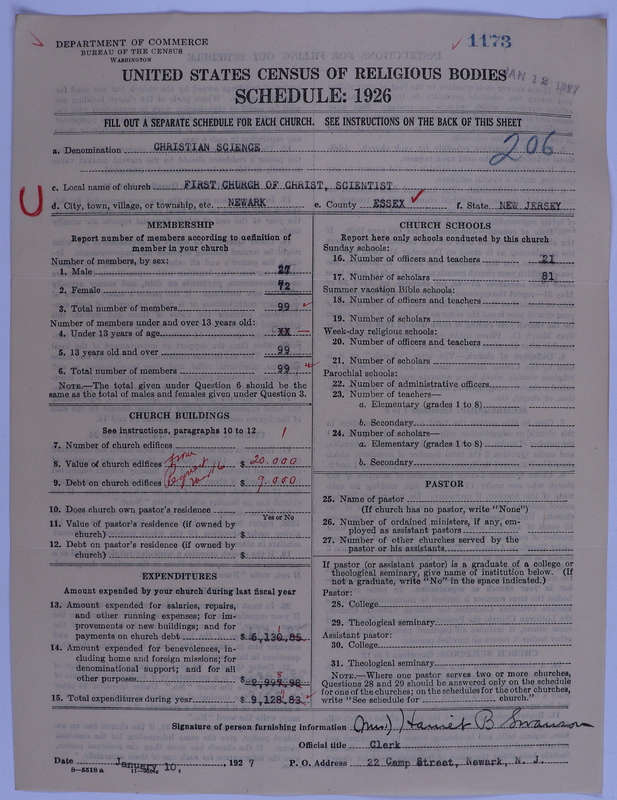 DEPARTMENT OF COMMERCE
BUREAU OF THE CENSUS
WASHINGTON
1173
UNITED STATES CENSUS OF RELIGIOUS BODIES
JAN 12 1927
SCHEDULE: 1926
FILL OUT A SEPARATE SCHEDULE FOR EACH CHURCH. SEE INSTRUCTIONS ON THE BACK OF THIS SHEET
206
a. Denomination CHRISTIAN SCIENCE
c. Local name of church FIRST CHURCH OF CHRIST, SCIENTIST
d. City, town, village, or township, etc. NEWARK e. County ESSEX f. State NEW JERSEY
MEMBERSHIP
Report number of members according to definition of
member in your church
Number of members, by sex:
1. Male 27
2. Female 72
3. Total number of members 99
Number of members under and over 13 years old:
4. Under 13 years of age XX
5. 13 years old and over 99
6. Total number of members 99
NOTE.—The total given under Question 6 should be the
same as the total of males and females given under Question 3.
CHURCH BUILDINGS
See instructions, paragraphs 10 to 12
7. Number of church edifices 1
8. Value of church edifices $ 20.000
9. Debt on church edifices $ 9.000
from
10. Does church own pastor's residence
Yes or No
11. Value of pastor's residence (if owned by
church) $
12. Debt on pastor's residence (if owned by
church) $
EXPENDITURES
Amount expended by your church during last fiscal year
13. Amount expended for salaries, repairs,
and other running expenses; for im-
provements or new buildings; and for
payments on church debt $ 6,130.85
14. Amount expended for benevolences, in-
cluding home and foreign missions; for
denominational support; and for all
other purposes $ 2,997.98
15. Total expenditures during year $ 9,128.83
CHURCH SCHOOLS
Report here only schools conducted by this church
Sunday schools:
16. Number of officers and teachers 21
17. Number of scholars 81
Summer vacation Bible schools:
18. Number of officers and teachers
19. Number of scholars
Week-day religious schools:
20. Number of officers and teachers
21. Number of scholars
Parochial schools:
22. Number of administrative officers
23. Number of teachers—
a. Elementary (grades 1 to 8)
b. Secondary
24. Number of scholars—
a. Elementary (grades 1 to 8)
b. Secondary
PASTOR
25. Name of pastor
(If church has no pastor, write "None")
26. Number of ordained ministers, if any, em-
ployed as assistant pastors
27. Number of other churches served by the
pastor or his assistants
If pastor (or assistant pastor) is a graduate of a college or
theological seminary, give name of institution below. (If
not a graduate, write "No" in the space indicated.)
Pastor:
28. College
29. Theological seminary
Assistant pastor:
30. College
31. Theological seminary
NOTE.—Where one pastor serves two or more churches,
Questions 28 and 29 should be answered only on the schedule
for one of the churches; on the schedules for the other churches,
write "See schedule for church."
Signature of person furnishing information (Mrs.) Harriet B. Swanson
Official title Clerk
Date January 10, , 1927 P. O. Address 22 Camp Street, Newark, N. J.
8—5318 a